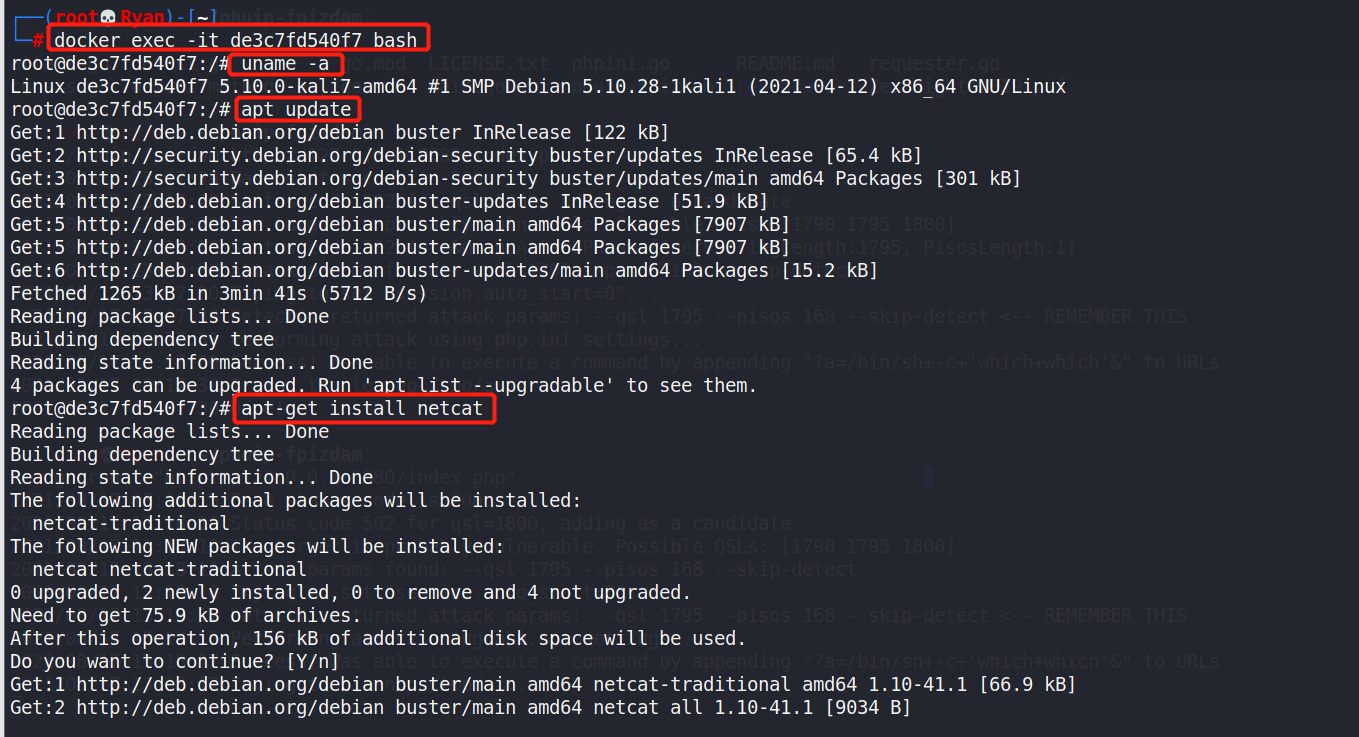 (root💀Ryan)-[~]
# docker exec -it de3c7fd540f7 bash
root@de3c7fd540f7:/# uname -a
Linux de3c7fd540f7 5.10.0-kali7-amd64 #1 SMP Debian 5.10.28-1kali1 (2021-04-12) x86_64 GNU/Linux
root@de3c7fd540f7:/# apt update
Get:1 http://deb.debian.org/debian buster InRelease [122 kB]
Get:2 http://security.debian.org/debian-security buster/updates InRelease [65.4 kB]
Get:3 http://security.debian.org/debian-security buster/updates/main amd64 Packages [301 kB]
Get:4 http://deb.debian.org/debian buster-updates InRelease [51.9 kB]
Get:5 http://deb.debian.org/debian buster/main amd64 Packages [7907 kB]
Get:5 http://deb.debian.org/debian buster/main amd64 Packages [7907 kB]
Get:6 http://deb.debian.org/debian buster-updates/main amd64 Packages [15.2 kB]
Fetched 1265 kB in 3min 41s (5712 B/s)
Reading package lists... Done
Building dependency tree
Reading state information... Done
4 packages can be upgraded. Run 'apt list --upgradable' to see them.
root@de3c7fd540f7:/# apt-get install netcat
Reading package lists... Done
Building dependency tree
Reading state information... Done
The following additional packages will be installed:
  netcat-traditional
The following NEW packages will be installed:
  netcat netcat-traditional
0 upgraded, 2 newly installed, 0 to remove and 4 not upgraded.
Need to get 75.9 kB of archives.
After this operation, 156 kB of additional disk space will be used.
Do you want to continue? [Y/n]
Get:1 http://deb.debian.org/debian buster/main amd64 netcat-traditional amd64 1.10-41.1 [66.9 kB]
Get:2 http://deb.debian.org/debian buster/main amd64 netcat all 1.10-41.1 [9034 B]